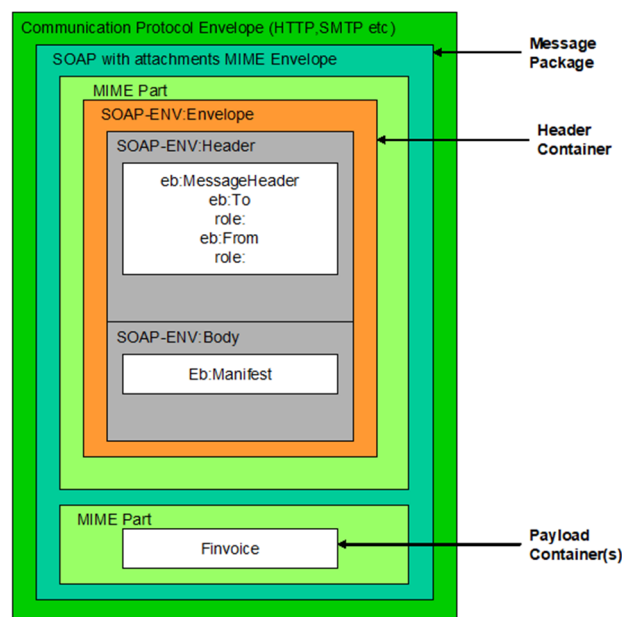 Communication Protocol Envelope (HTTP,SMTP etc)
SOAP with attachments MIME Envelope
Message
Package
MIME Part
SOAP-ENV:Envelope
Header
Container
SOAP-ENV:Header
eb:MessageHeader
eb:To
role:
eb:From
role:
SOAP-ENV:Body
Eb:Manifest
MIME Part
Finvoice
Payload
Container(s)